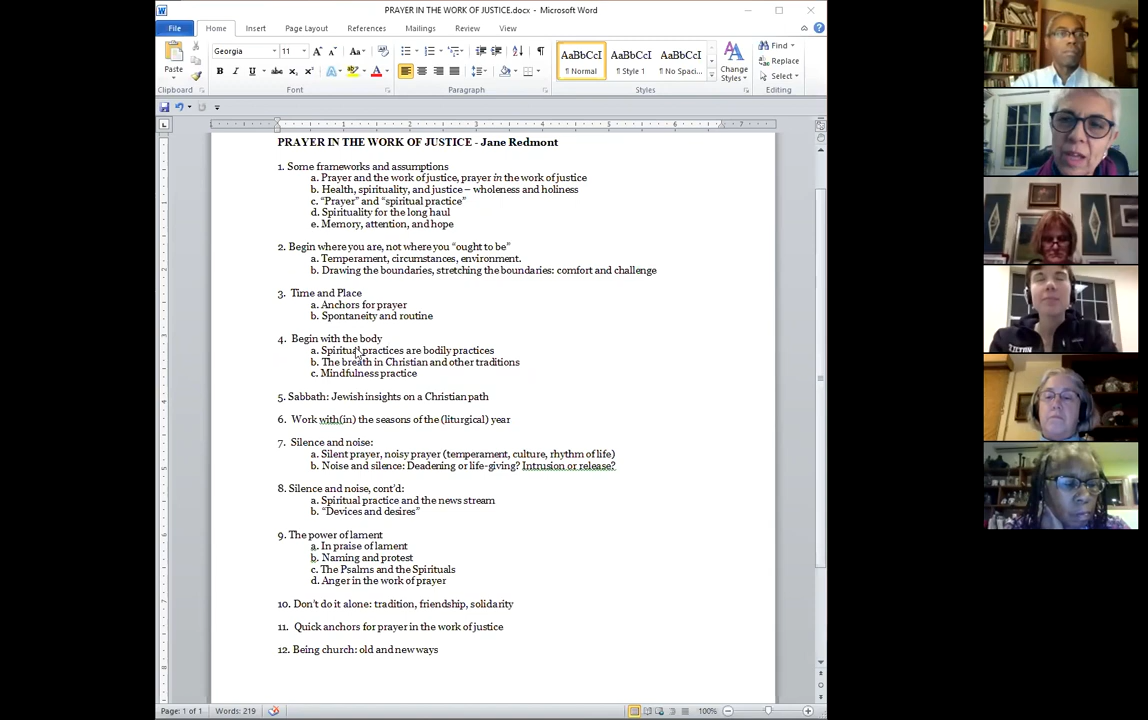 PRAYER IN THE WORK OF JUSTICE.docx - Microsoft Word
File Home Insert Page Layout References Mailings Review View
Georgia 11
Find
Replace
Select
Paste
Change Styles
AaBbCcI AaBbCcI AaBbCcI
¶ Normal ¶ Style 1 ¶ No Spaci...
Clipboard Font Paragraph Styles Editing
1 1 2 3 4 5 6 7
PRAYER IN THE WORK OF JUSTICE - Jane Redmont
1. Some frameworks and assumptions
a. Prayer and the work of justice, prayer in the work of justice
b. Health, spirituality, and justice – wholeness and holiness
c. “Prayer” and “spiritual practice”
d. Spirituality for the long haul
e. Memory, attention, and hope
2. Begin where you are, not where you “ought to be”
a. Temperament, circumstances, environment.
b. Drawing the boundaries, stretching the boundaries: comfort and challenge
3. Time and Place
a. Anchors for prayer
b. Spontaneity and routine
4. Begin with the body
a. Spiritual practices are bodily practices
b. The breath in Christian and other traditions
c. Mindfulness practice
5. Sabbath: Jewish insights on a Christian path
6. Work with(in) the seasons of the (liturgical) year
7. Silence and noise:
a. Silent prayer, noisy prayer (temperament, culture, rhythm of life)
b. Noise and silence: Deadening or life-giving? Intrusion or release?
8. Silence and noise, cont’d:
a. Spiritual practice and the news stream
b. “Devices and desires”
9. The power of lament
a. In praise of lament
b. Naming and protest
c. The Psalms and the Spirituals
d. Anger in the work of prayer
10. Don’t do it alone: tradition, friendship, solidarity
11. Quick anchors for prayer in the work of justice
12. Being church: old and new ways
Page: 1 of 1 Words: 219 100%